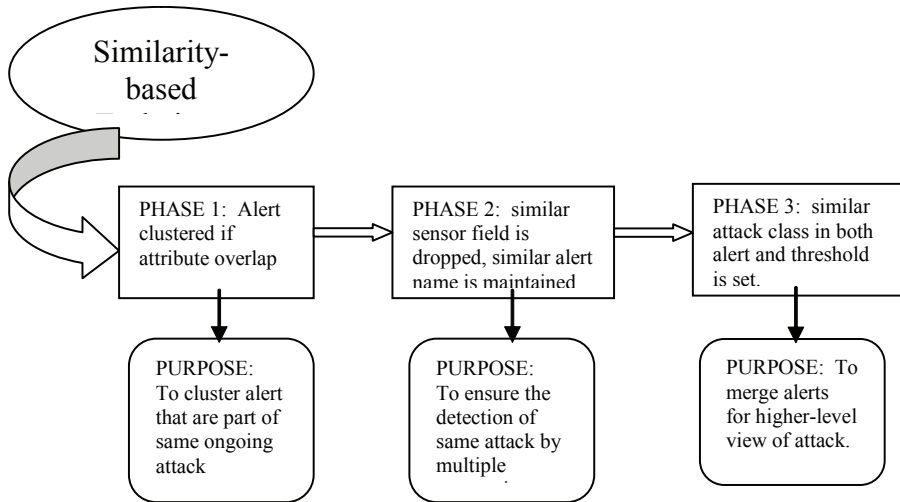 Similarity-
based
PHASE 1: Alert
clustered if
attribute overlap
PHASE 2: similar
sensor field is
dropped, similar alert
name is maintained
PHASE 3: similar
attack class in both
alert and threshold
is set.
PURPOSE:
To cluster alert
that are part of
same ongoing
attack
PURPOSE:
To ensure the
detection of
same attack by
multiple
PURPOSE: To
merge alerts
for higher-level
view of attack.